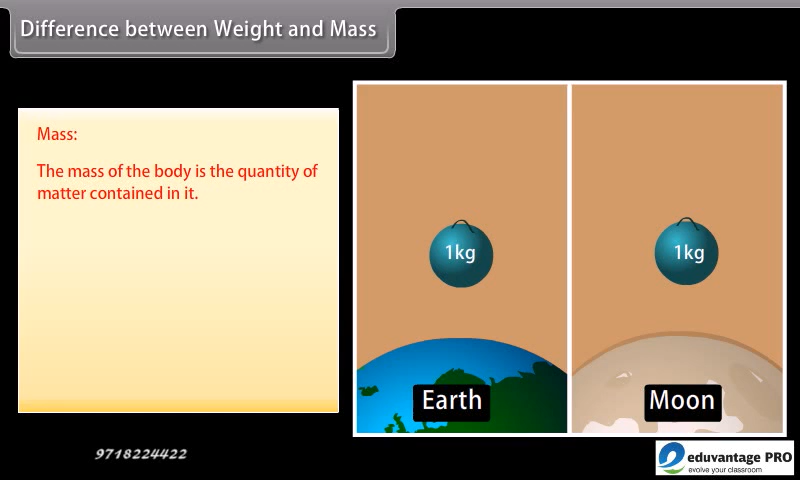 Difference between Weight and Mass
Mass:
The mass of the body is the quantity of
matter contained in it.
1kg
1kg
Earth
Moon
9718224422
eduvantage PRO
evolve your classroom